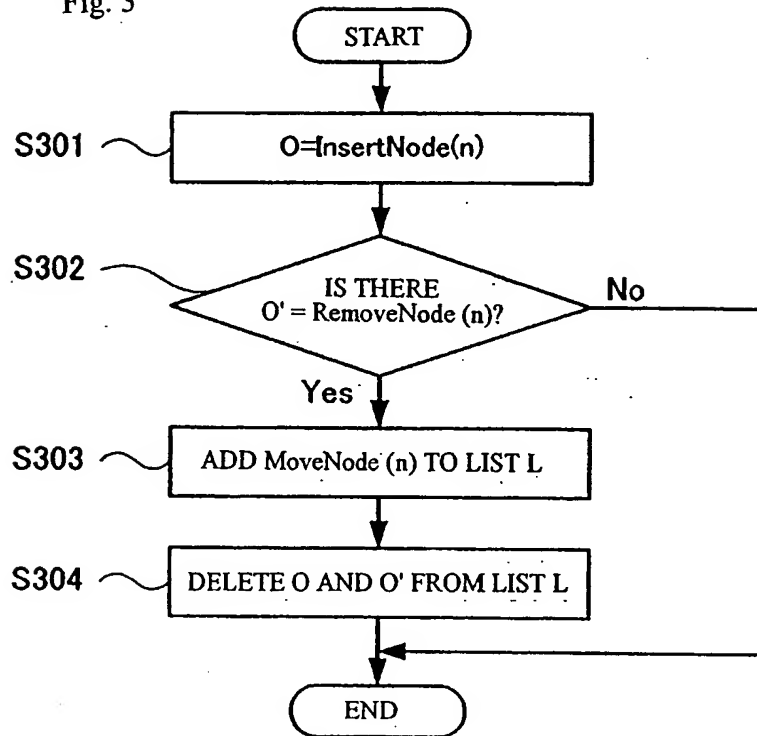 Fig. 3
START
S301
O=InsertNode(n)
S302
IS THERE
O' = RemoveNode (n)?
No
Yes
S303
ADD MoveNode (n) TO LIST L
S304
DELETE O AND O' FROM LIST L
END